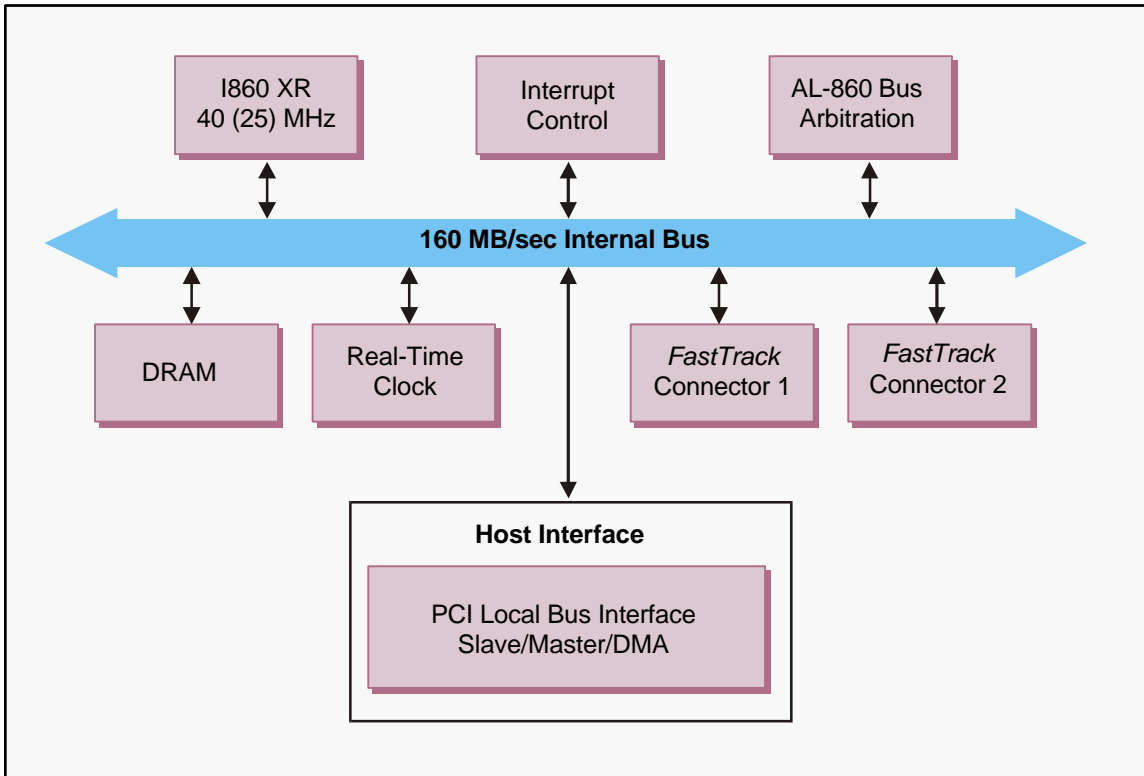 I860 XR
40 (25) MHz
Interrupt
Control
AL-860 Bus
Arbitration
160 MB/sec Internal Bus
DRAM
Real-Time
Clock
FastTrack
Connector 1
FastTrack
Connector 2
Host Interface
PCI Local Bus Interface
Slave/Master/DMA